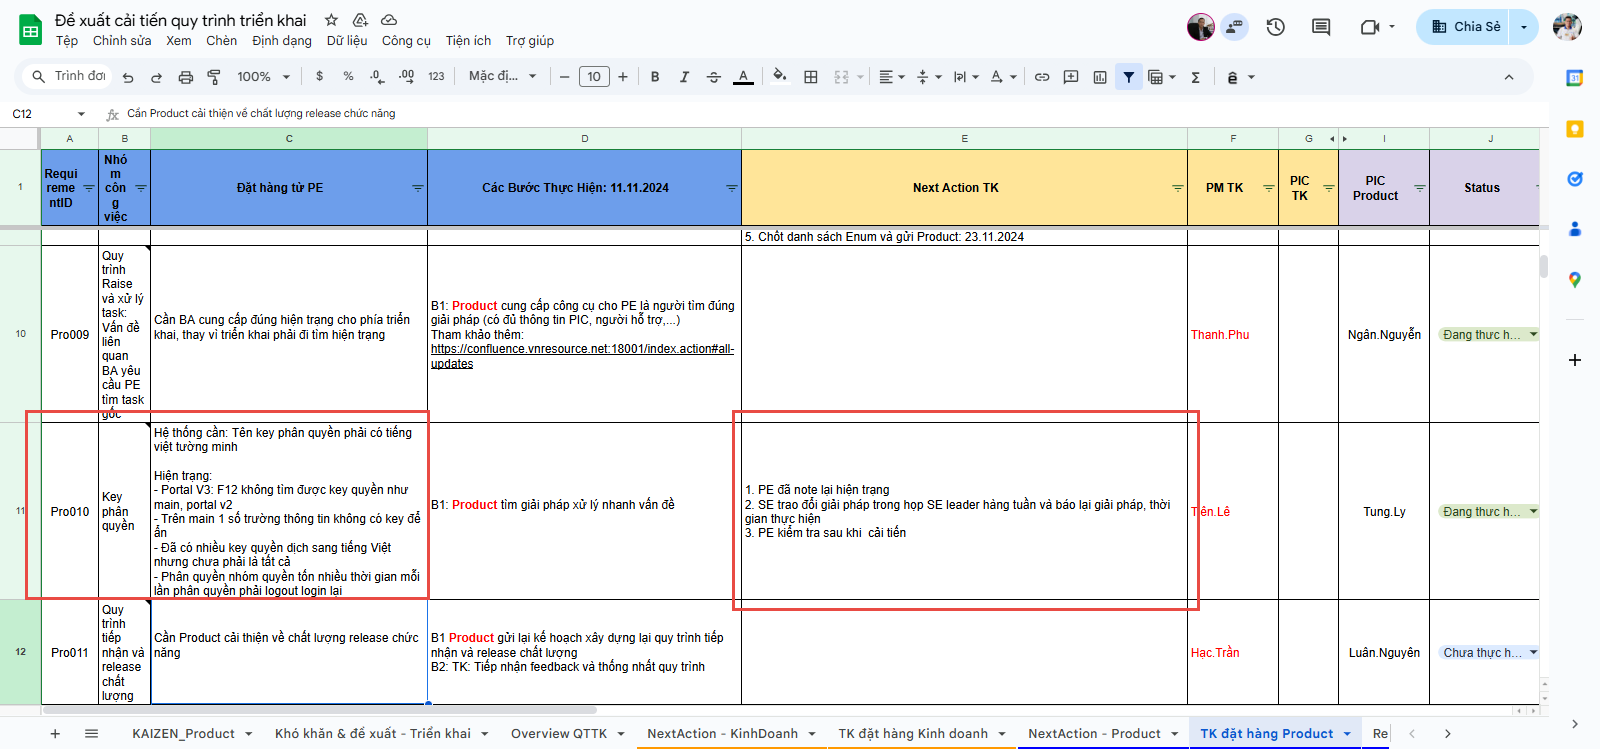 Đề xuất cải tiến quy trình triển khai
Tệp Chỉnh sửa Xem Chèn Định dạng Dữ liệu Công cụ Tiện ích Trợ giúp
Chia Sẻ
Trình đơn 100% $ % .0 .00 123 Mặc đị... 10 B I A
C12 fx Cần Product cải thiện về chất lượng release chức năng
A B C D E F G I J
1
Requi
reme
ntID
Nhó
m
côn
g
việc
Đặt hàng từ PE
Các Bước Thực Hiện: 11.11.2024
Next Action TK
PM TK
PIC
TK
PIC
Product
Status
5. Chốt danh sách Enum và gửi Product: 23.11.2024
10
Pro009
Quy
trình
Raise
và xử lý
task:
Vấn đề
liên
quan
BA yêu
cầu PE
tìm task
gốc
Cần BA cung cấp đúng hiện trạng cho phía triển
khai, thay vì triển khai phải đi tìm hiện trạng
B1: Product cung cấp công cụ cho PE là người tìm đúng
giải pháp (có đủ thông tin PIC, người hỗ trợ,...)
Tham khảo thêm:
https://confluence.vnresource.net:18001/index.action#all-
updates
Thanh.Phu
Ngân.Nguyễn
Đang thực h...
11
Pro010
Key
phân
quyền
Hệ thống cần: Tên key phân quyền phải có tiếng
việt tường minh
Hiện trạng:
- Portal V3: F12 không tìm được key quyền như
main, portal v2
- Trên main 1 số trường thông tin không có key để
ẩn
- Đã có nhiều key quyền dịch sang tiếng Việt
nhưng chưa phải là tất cả
- Phân quyền nhóm quyền tốn nhiều thời gian mỗi
lần phân quyền phải logout login lại
B1: Product tìm giải pháp xử lý nhanh vấn đề
1. PE đã note lại hiện trạng
2. SE trao đổi giải pháp trong họp SE leader hàng tuần và báo lại giải pháp, thời
gian thực hiện
3. PE kiểm tra sau khi cải tiến
Tiên.Lê
Tung.Ly
Đang thực h...
12
Pro011
Quy
trình
tiếp
nhận và
release
chất
lượng
Cần Product cải thiện về chất lượng release chức
năng
B1 Product gửi lại kế hoạch xây dựng lại quy trình tiếp
nhận và release chất lượng
B2: TK: Tiếp nhận feedback và thống nhất quy trình
Hạc.Trần
Luân.Nguyên
Chưa thực h...
KAIZEN_Product Khó khăn & đề xuất - Triển khai Overview QTTK NextAction - KinhDoanh TK đặt hàng Kinh doanh NextAction - Product TK đặt hàng Product Re